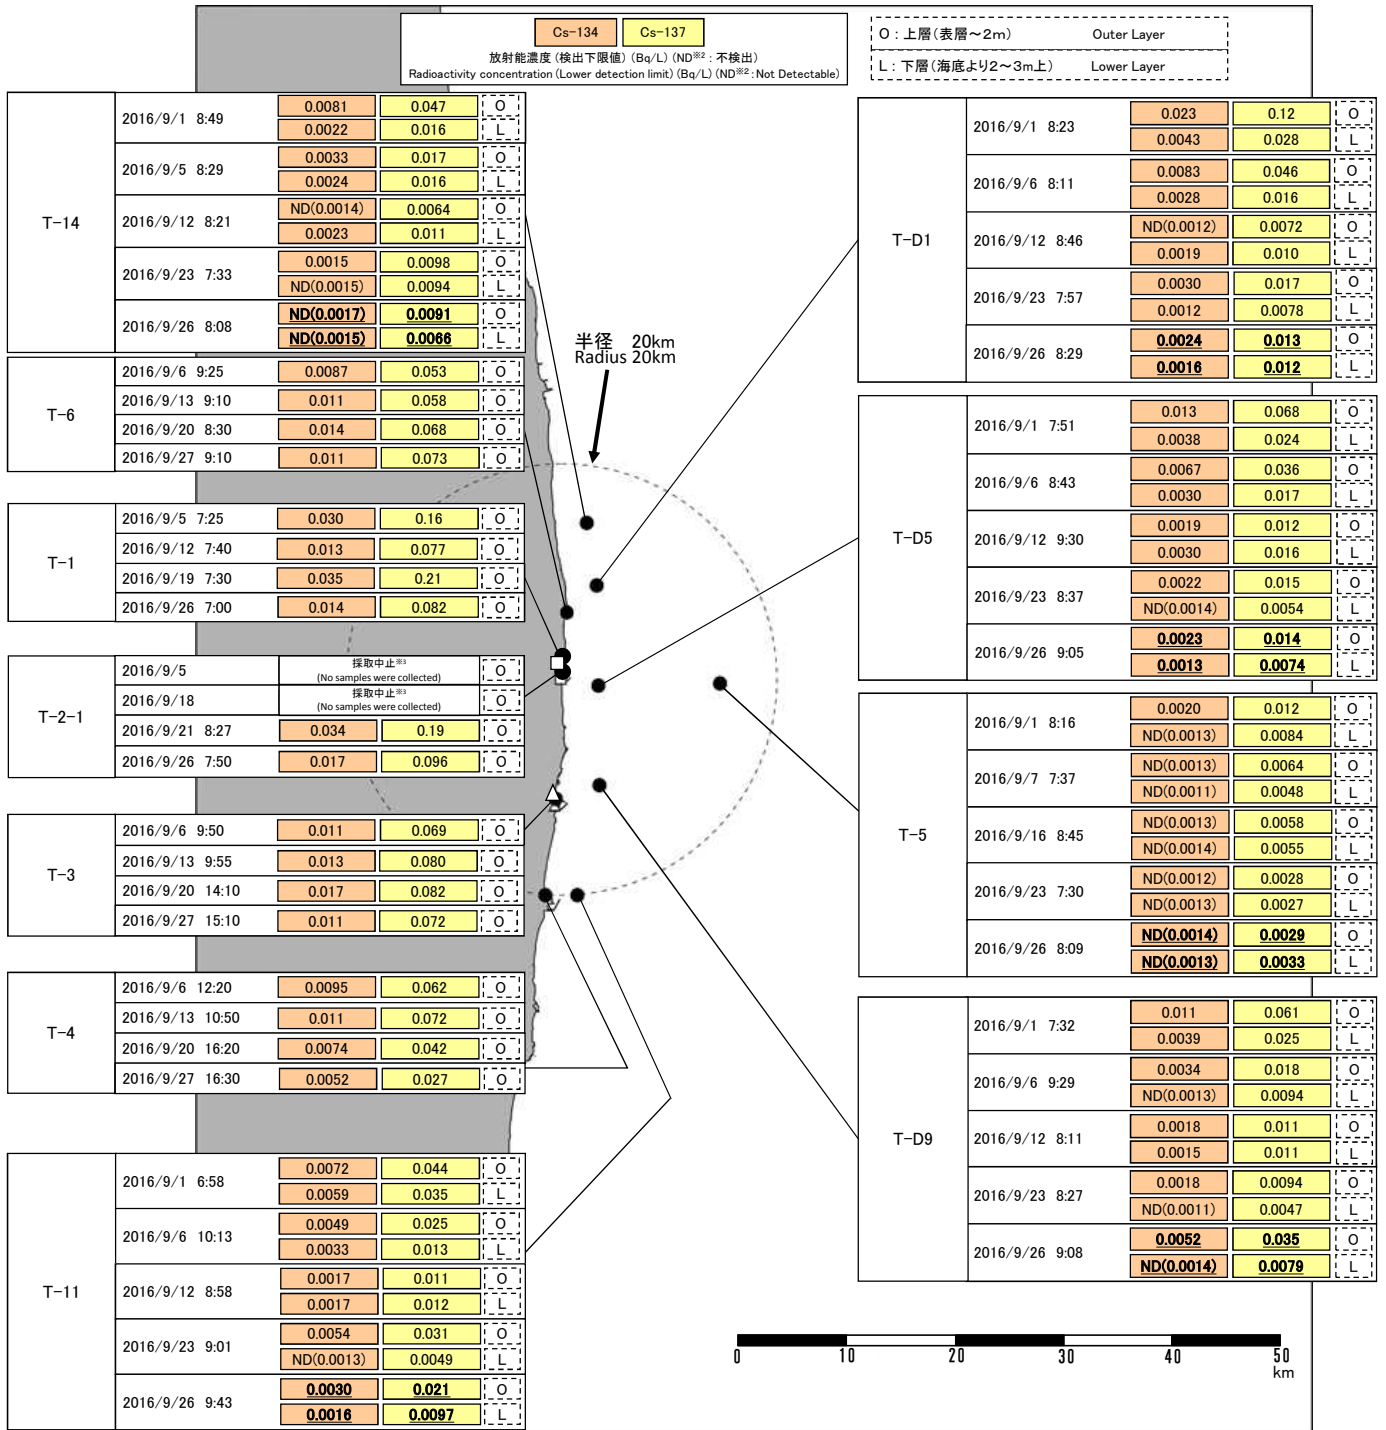 Cs-134 Cs-137
放射能濃度 (検出下限値) (Bq/L) (ND※2 : 不検出)
Radioactivity concentration (Lower detection limit) (Bq/L) (ND※2 : Not Detectable)
O : 上層(表層～2m) Outer Layer
L : 下層(海底より2～3m上) Lower Layer
T-14
2016/9/1 8:49 0.0081 0.047 O
0.0022 0.016 L
2016/9/5 8:29 0.0033 0.017 O
0.0024 0.016 L
2016/9/12 8:21 ND(0.0014) 0.0064 O
0.0023 0.011 L
2016/9/23 7:33 0.0015 0.0098 O
ND(0.0015) 0.0094 L
2016/9/26 8:08 ND(0.0017) 0.0091 O
ND(0.0015) 0.0066 L
T-6
2016/9/6 9:25 0.0087 0.053 O
2016/9/13 9:10 0.011 0.058 O
2016/9/20 8:30 0.014 0.068 O
2016/9/27 9:10 0.011 0.073 O
T-1
2016/9/5 7:25 0.030 0.16 O
2016/9/12 7:40 0.013 0.077 O
2016/9/19 7:30 0.035 0.21 O
2016/9/26 7:00 0.014 0.082 O
T-2-1
2016/9/5 採取中止※3 O
(No samples were collected)
2016/9/18 採取中止※3 O
(No samples were collected)
2016/9/21 8:27 0.034 0.19 O
2016/9/26 7:50 0.017 0.096 O
T-3
2016/9/6 9:50 0.011 0.069 O
2016/9/13 9:55 0.013 0.080 O
2016/9/20 14:10 0.017 0.082 O
2016/9/27 15:10 0.011 0.072 O
T-4
2016/9/6 12:20 0.0095 0.062 O
2016/9/13 10:50 0.011 0.072 O
2016/9/20 16:20 0.0074 0.042 O
2016/9/27 16:30 0.0052 0.027 O
T-11
2016/9/1 6:58 0.0072 0.044 O
0.0059 0.035 L
2016/9/6 10:13 0.0049 0.025 O
0.0033 0.013 L
2016/9/12 8:58 0.0017 0.011 O
0.0017 0.012 L
2016/9/23 9:01 0.0054 0.031 O
ND(0.0013) 0.0049 L
2016/9/26 9:43 0.0030 0.021 O
0.0016 0.0097 L
半径 20km
Radius 20km
T-D1
2016/9/1 8:23 0.023 0.12 O
0.0043 0.028 L
2016/9/6 8:11 0.0083 0.046 O
0.0028 0.016 L
2016/9/12 8:46 ND(0.0012) 0.0072 O
0.0019 0.010 L
2016/9/23 7:57 0.0030 0.017 O
0.0012 0.0078 L
2016/9/26 8:29 0.0024 0.013 O
0.0016 0.012 L
T-D5
2016/9/1 7:51 0.013 0.068 O
0.0038 0.024 L
2016/9/6 8:43 0.0067 0.036 O
0.0030 0.017 L
2016/9/12 9:30 0.0019 0.012 O
0.0030 0.016 L
2016/9/23 8:37 0.0022 0.015 O
ND(0.0014) 0.0054 L
2016/9/26 9:05 0.0023 0.014 O
0.0013 0.0074 L
T-5
2016/9/1 8:16 0.0020 0.012 O
ND(0.0013) 0.0084 L
2016/9/7 7:37 ND(0.0013) 0.0064 O
ND(0.0011) 0.0048 L
2016/9/16 8:45 ND(0.0013) 0.0058 O
ND(0.0014) 0.0055 L
2016/9/23 7:30 ND(0.0012) 0.0028 O
ND(0.0013) 0.0027 L
2016/9/26 8:09 ND(0.0014) 0.0029 O
ND(0.0013) 0.0033 L
T-D9
2016/9/1 7:32 0.011 0.061 O
0.0039 0.025 L
2016/9/6 9:29 0.0034 0.018 O
ND(0.0013) 0.0094 L
2016/9/12 8:11 0.0018 0.011 O
0.0015 0.011 L
2016/9/23 8:27 0.0018 0.0094 O
ND(0.0011) 0.0047 L
2016/9/26 9:08 0.0052 0.035 O
ND(0.0014) 0.0079 L
0 10 20 30 40 50
km